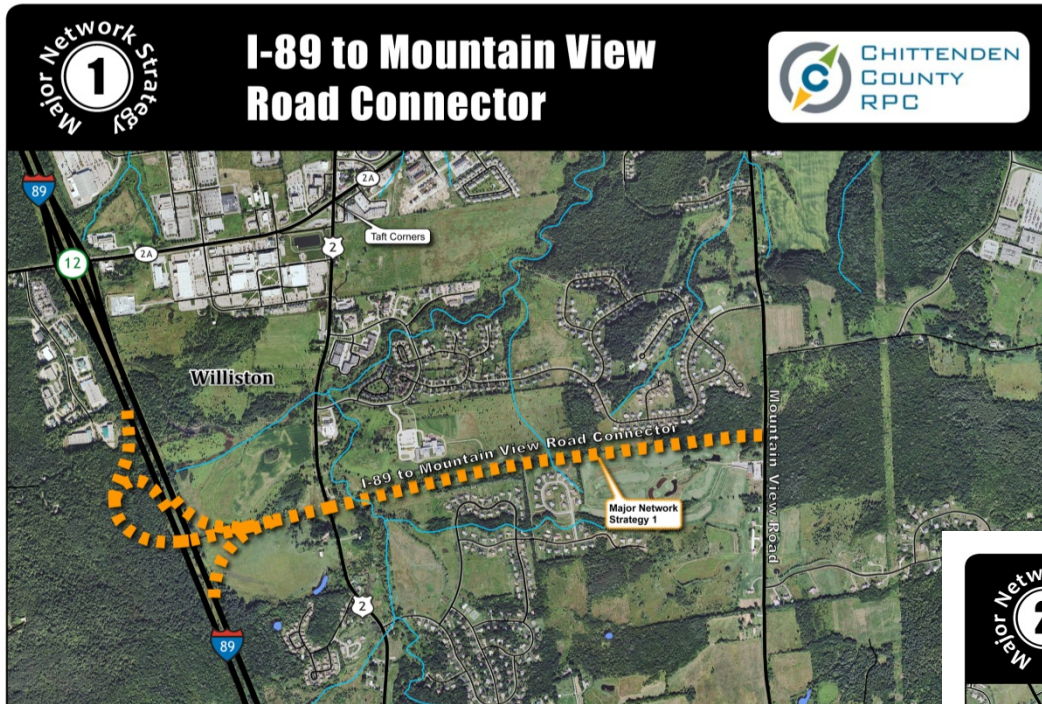 Major Network Strategy
1
I-89 to Mountain View
Road Connector
CHITTENDEN
COUNTY
RPC
C
89
2A
Taft Corners
2
12
2A
Williston
Mountain View Road
I-89 to Mountain View Road Connector
Major Network
Strategy 1
2
89
Major Netw
2